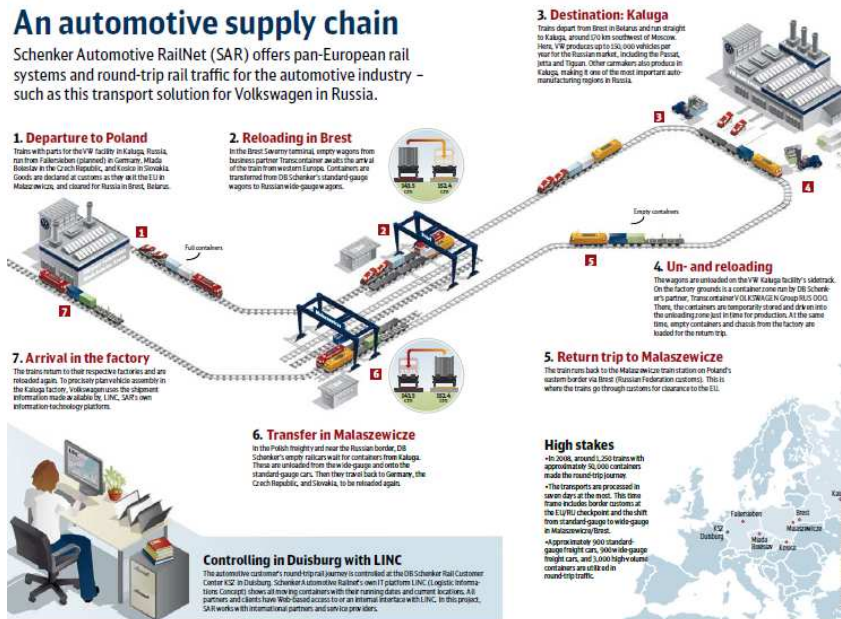 An automotive supply chain
Schenker Automotive RailNet (SAR) offers pan-European rail
systems and round-trip rail traffic for the automotive industry –
such as this transport solution for Volkswagen in Russia.
1. Departure to Poland
Trains with parts for the VW facility in Kaluga, Russia,
run from Fallersleben (planned) in Germany, Mlada
Boleslav in the Czech Republic, and Kosice in Slovakia.
Goods are declared at customs as they exit the EU in
Malaszewicze, and cleared for Russia in Brest, Belarus.
2. Reloading in Brest
In the Brest Severny terminal, empty wagons from
business partner Transcontainer awaits the arrival
of the train from western Europe. Containers are
transferred from DB Schenker's standard-gauge
wagons to Russian wide-gauge wagons.
143.5
CTS
152.4
CTS
3. Destination: Kaluga
Trains depart from Brest in Belarus and run straight
to Kaluga, around 170 km southwest of Moscow.
Here, VW produces up to 150,000 vehicles per
year for the Russian market, including the Passat,
Jetta and Tiguan. Other carmakers also produce in
Kaluga, making it one of the most important auto-
manufacturing regions in Russia.
3
4
1
Full containers
2
Empty containers
5
7
6
4. Un- and reloading
The wagons are unloaded on the VW Kaluga facility's sidetrack.
On the factory grounds is a container zone run by DB Schenk-
er's partner, Transcontainer VOLKSWAGEN Group RUS OOO.
There, the containers are temporarily stored and driven into
the unloading zone just in time for production. At the same
time, empty containers and chassis from the factory are
loaded for the return trip.
7. Arrival in the factory
The trains return to their respective factories and are
reloaded again. To precisely plan vehicle assembly in
the Kaluga factory, Volkswagen uses the shipment
information made available by, LINC, SAR's own
information-technology platform.
143.5
CTS
152.4
CTS
5. Return trip to Malaszewicze
The train runs back to the Malaszewicze train station on Poland's
eastern border via Brest (Russian Federation customs). This is
where the trains go through customs for clearance to the EU.
6. Transfer in Malaszewicze
In the Polish freight yard near the Russian border, DB
Schenker's empty railcars wait for containers from Kaluga.
These are unloaded from the wide-gauge and onto the
standard-gauge cars. Then they travel back to Germany, the
Czech Republic, and Slovakia, to be reloaded again.
High stakes
• In 2008, around 1,250 trains with
approximately 50,000 containers
made the round-trip journey.
• The transports are processed in
seven days at the most. This time
frame includes border customs at
the EU/RU checkpoint and the shift
from standard-gauge to wide-gauge
in Malaszewicze/Brest.
• Approximately 900 standard-
gauge freight cars, 900 wide-gauge
freight cars, and 3,000 high-volume
containers are utilized in
round-trip traffic.
KSZ
Duisburg
Fallersleben
Mlada
Boleslav
Kosice
Brest
Malaszewicze
LINC
Controlling in Duisburg with LINC
The automotive customer's round-trip rail journey is controlled at the DB Schenker Rail Customer
Center KSZ in Duisburg. Schenker Automotive Railnet's own IT platform LINC (Logistic Informa-
tions Concept) shows all moving containers with their running dates and current locations. All
partners and clients have Web-based access to or an internal interface with LINC. In this project,
SAR works with international partners and service providers.